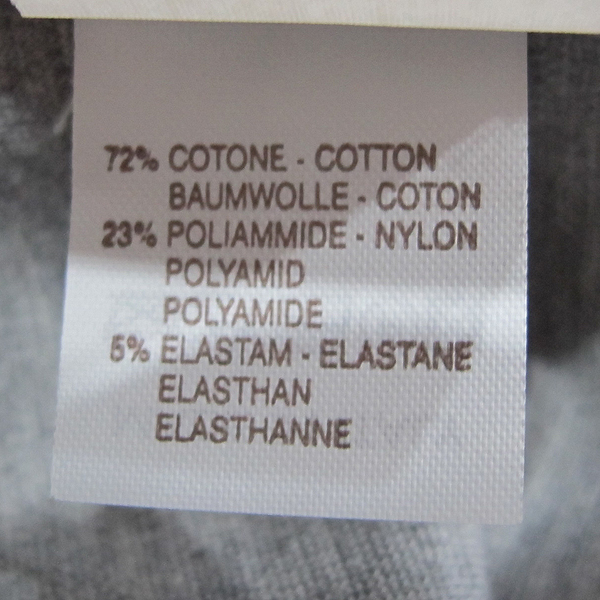 72% COTONE - COTTON
BAUMWOLLE - COTON
23% POLIAMMIDE - NYLON
POLYAMID
POLYAMIDE
5% ELASTAM - ELASTANE
ELASTHAN
ELASTHANNE